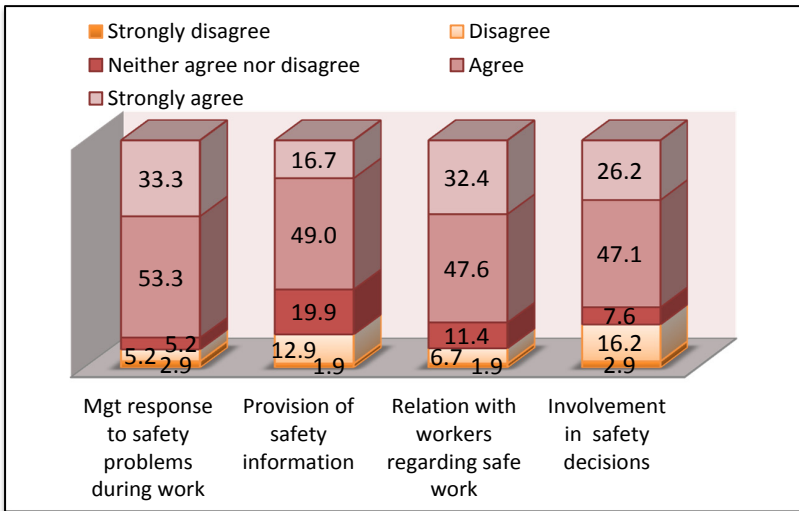 Strongly disagree Disagree
Neither agree nor disagree Agree
Strongly agree
33.3 16.7 32.4 26.2
53.3 49.0 47.6 47.1
5.2 19.9 11.4 7.6
5.2 12.9 6.7 16.2
2.9 1.9 1.9 2.9
Mgt response to safety problems during work
Provision of safety information
Relation with workers regarding safe work
Involvement in safety decisions